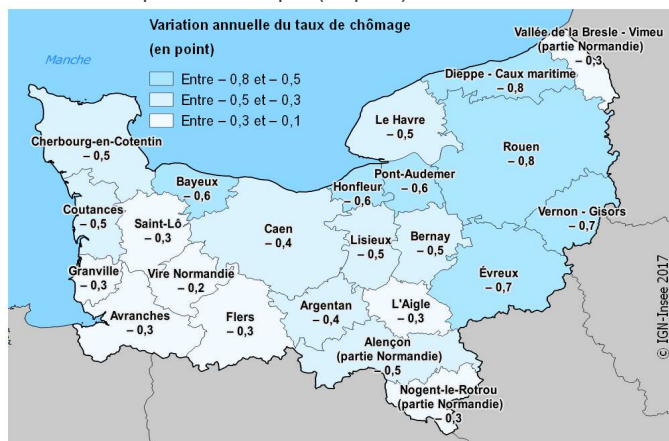 Variation annuelle du taux de chômage
(en point)
Entre – 0,8 et – 0,5
Entre – 0,5 et – 0,3
Entre – 0,3 et – 0,1
Manche
Vallée de la Bresle - Vimeu
(partie Normandie)
– 0,3
Dieppe - Caux maritime
– 0,8
Le Havre
– 0,5
Cherbourg-en-Cotentin
– 0,5
Rouen
– 0,8
Bayeux
– 0,6
Honfleur
– 0,6
Pont-Audemer
– 0,6
Coutances
– 0,5
Saint-Lô
– 0,3
Caen
– 0,4
Lisieux
– 0,5
Bernay
– 0,5
Vernon - Gisors
– 0,7
Granville
– 0,3
Vire Normandie
– 0,2
Évreux
– 0,7
Avranches
– 0,3
Flers
– 0,3
Argentan
– 0,4
L'Aigle
– 0,3
Alençon
(partie Normandie)
– 0,5
Nogent-le-Rotrou
(partie Normandie)
– 0,3
© IGN-Insee 2017